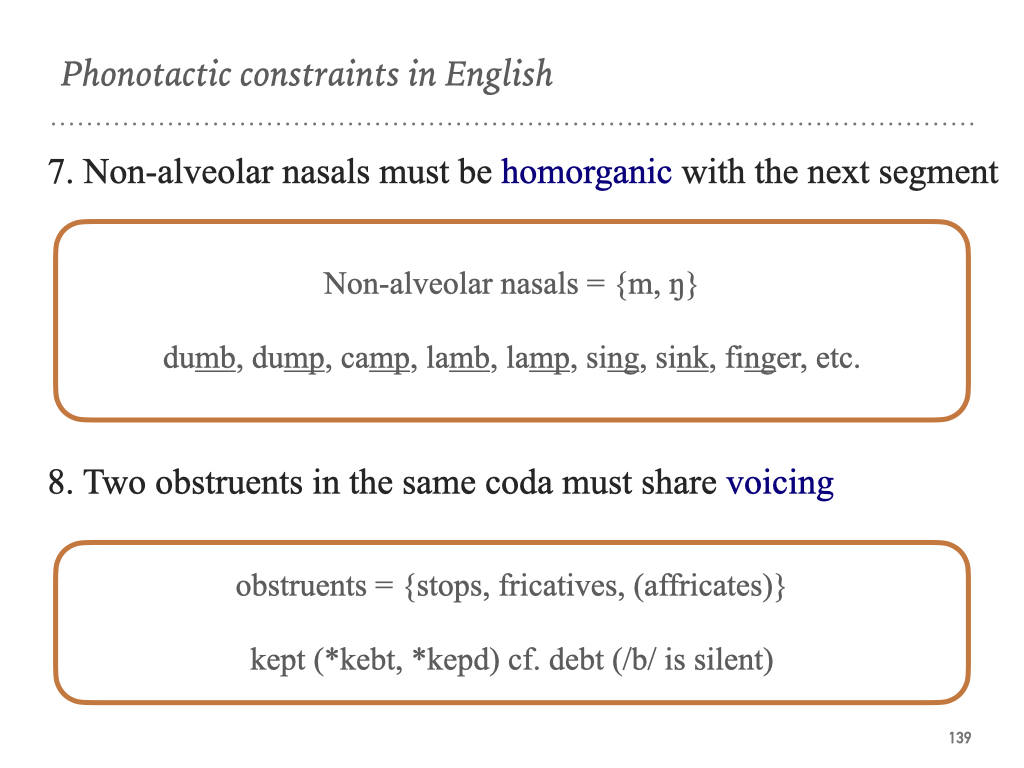 Phonotactic constraints in English
7. Non-alveolar nasals must be homorganic with the next segment
Non-alveolar nasals = {m, ŋ}
dumb, dump, camp, lamb, lamp, sing, sink, finger, etc.
8. Two obstruents in the same coda must share voicing
obstruents = {stops, fricatives, (affricates)}
kept (*kebt, *kepd) cf. debt (/b/ is silent)
139